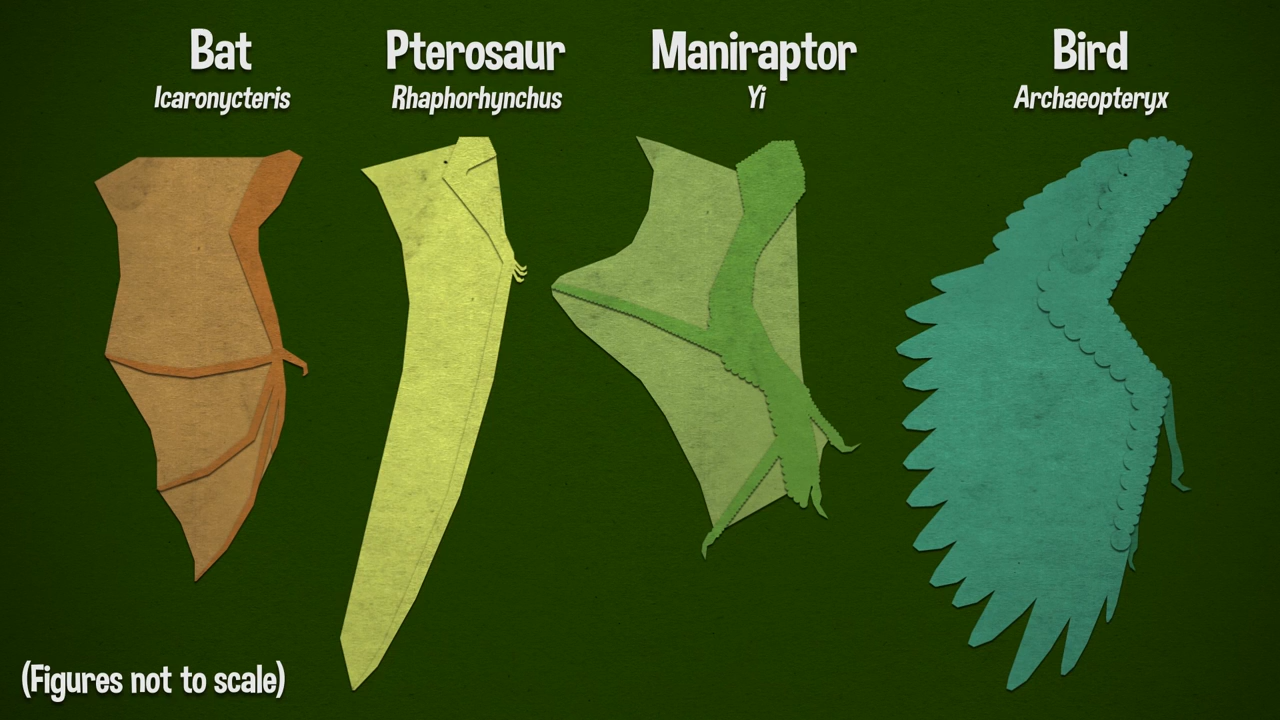 Bat
Icaronycteris
Pterosaur
Rhaphorhynchus
Maniraptor
Yi
Bird
Archaeopteryx
(Figures not to scale)